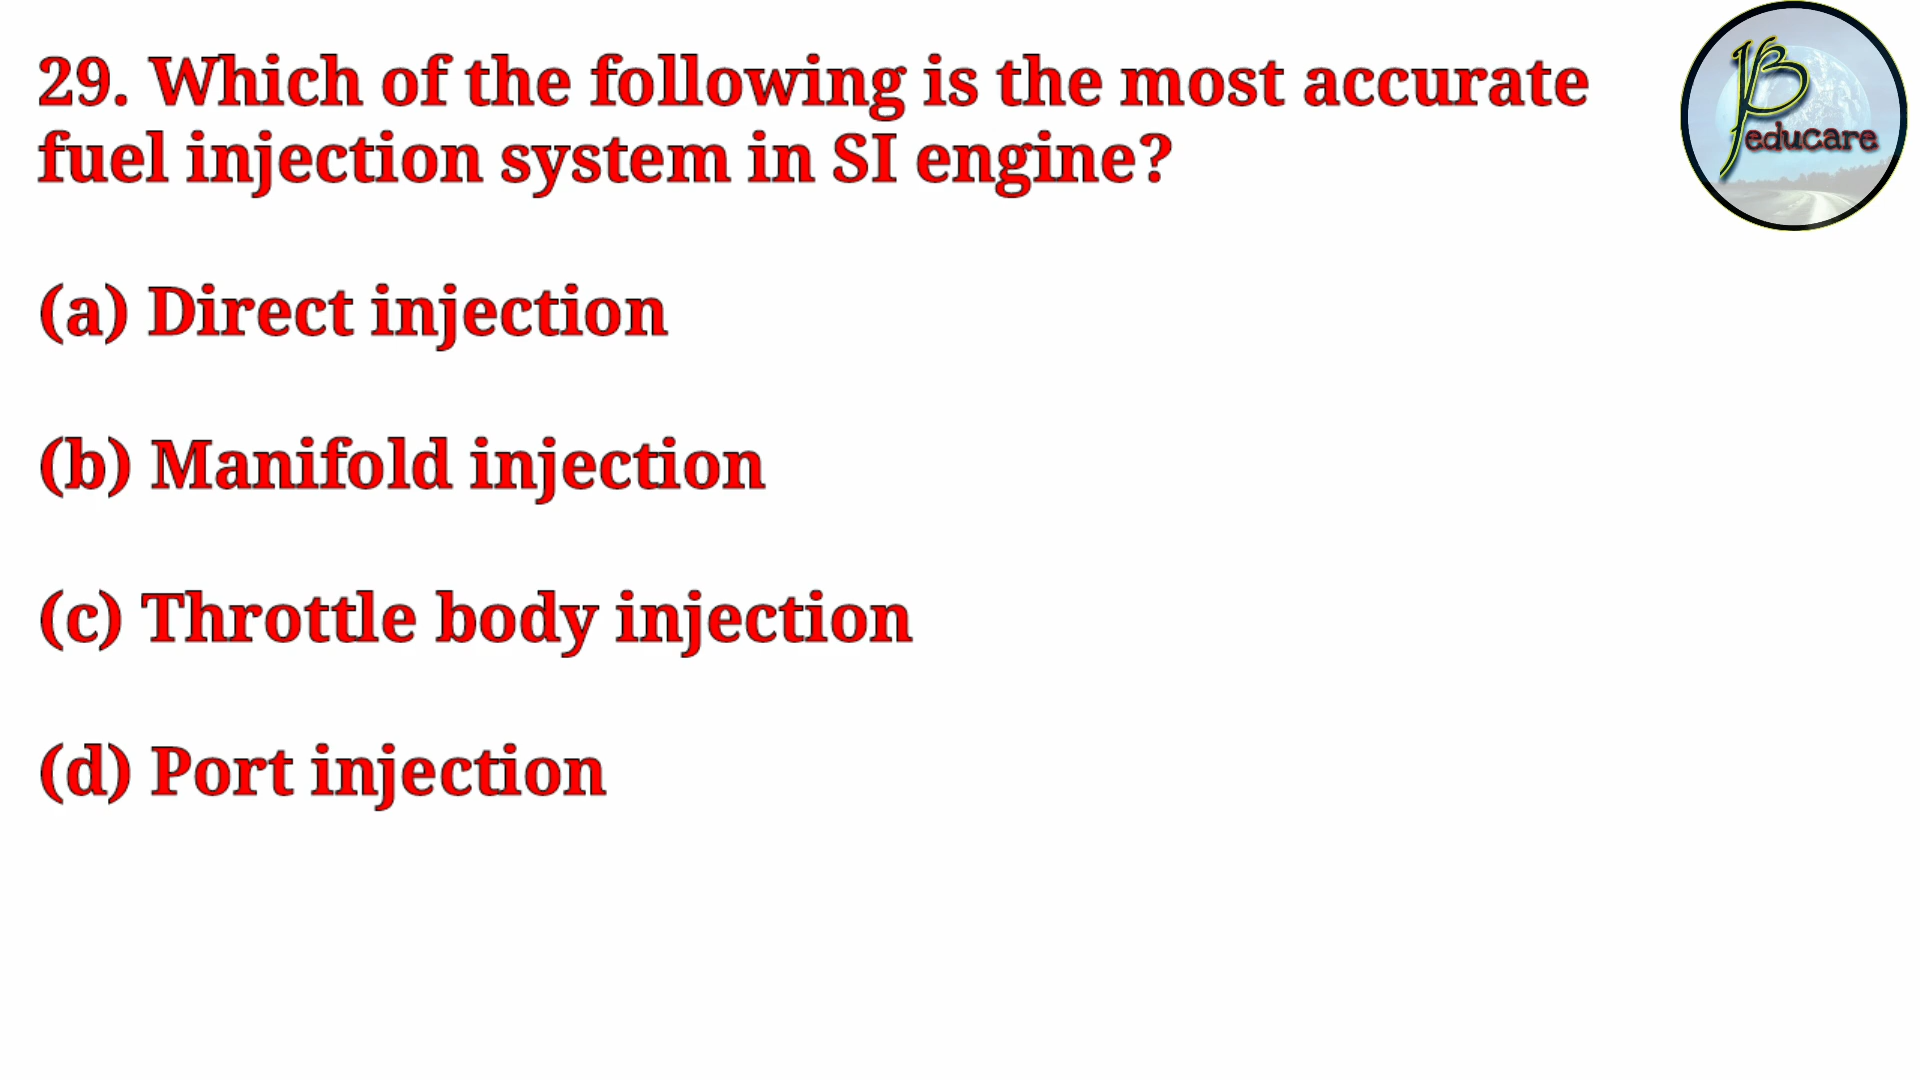 29. Which of the following is the most accurate
fuel injection system in SI engine?
(a) Direct injection
(b) Manifold injection
(c) Throttle body injection
(d) Port injection
educare